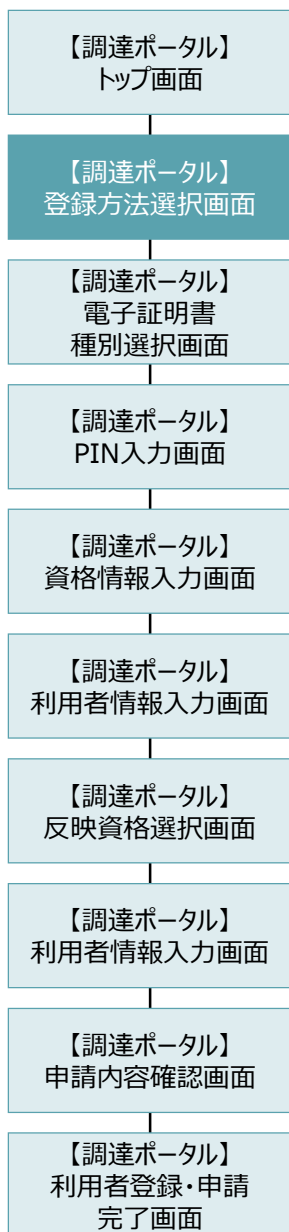 【調達ポータル】
トップ画面
【調達ポータル】
登録方法選択画面
【調達ポータル】
電子証明書
種別選択画面
【調達ポータル】
PIN入力画面
【調達ポータル】
資格情報入力画面
【調達ポータル】
利用者情報入力画面
【調達ポータル】
反映資格選択画面
【調達ポータル】
利用者情報入力画面
【調達ポータル】
申請内容確認画面
【調達ポータル】
利用者登録・申請
完了画面